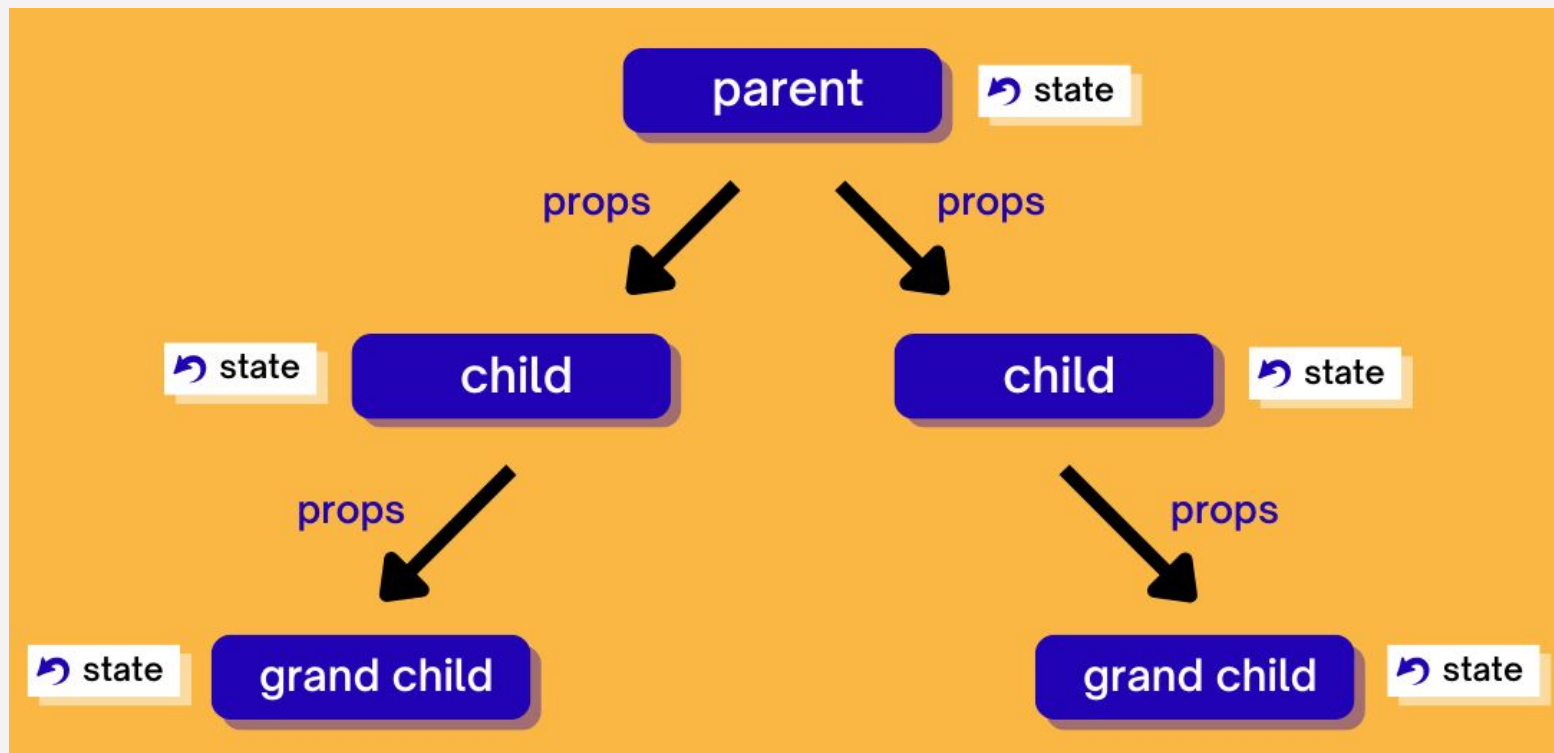 parent
state
props
props
state
child
child
state
props
props
state
grand child
grand child
state